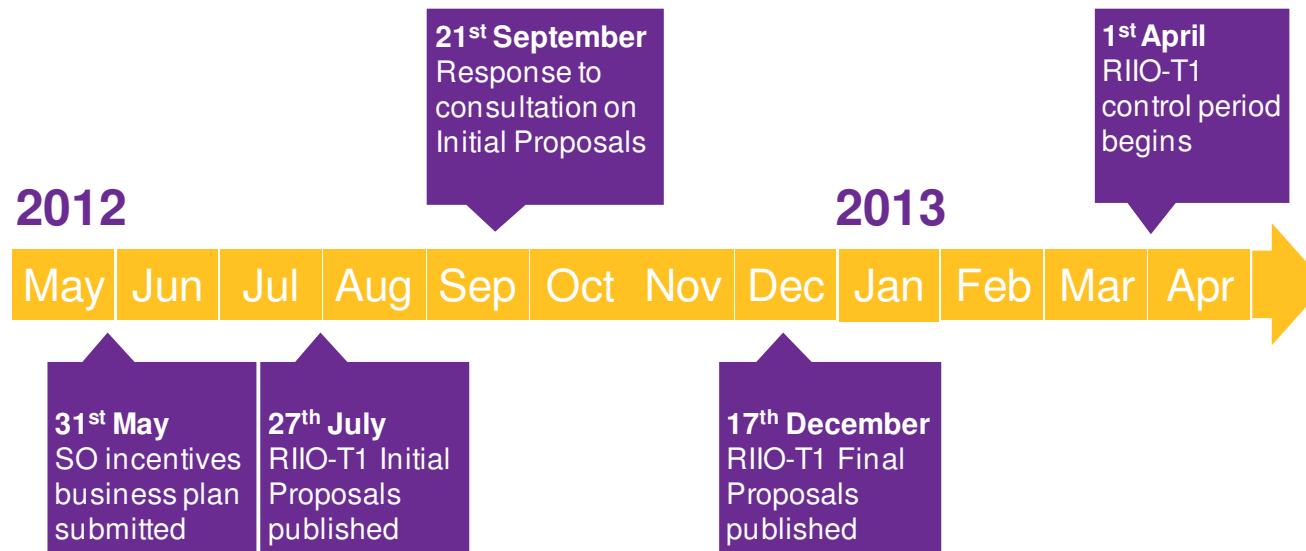 21st September
Response to
consultation on
Initial Proposals
1st April
RIIO-T1
control period
begins
2012
2013
May Jun Jul Aug Sep Oct Nov Dec Jan Feb Mar Apr
31st May
SO incentives
business plan
submitted
27th July
RIIO-T1 Initial
Proposals
published
17th December
RIIO-T1 Final
Proposals
published